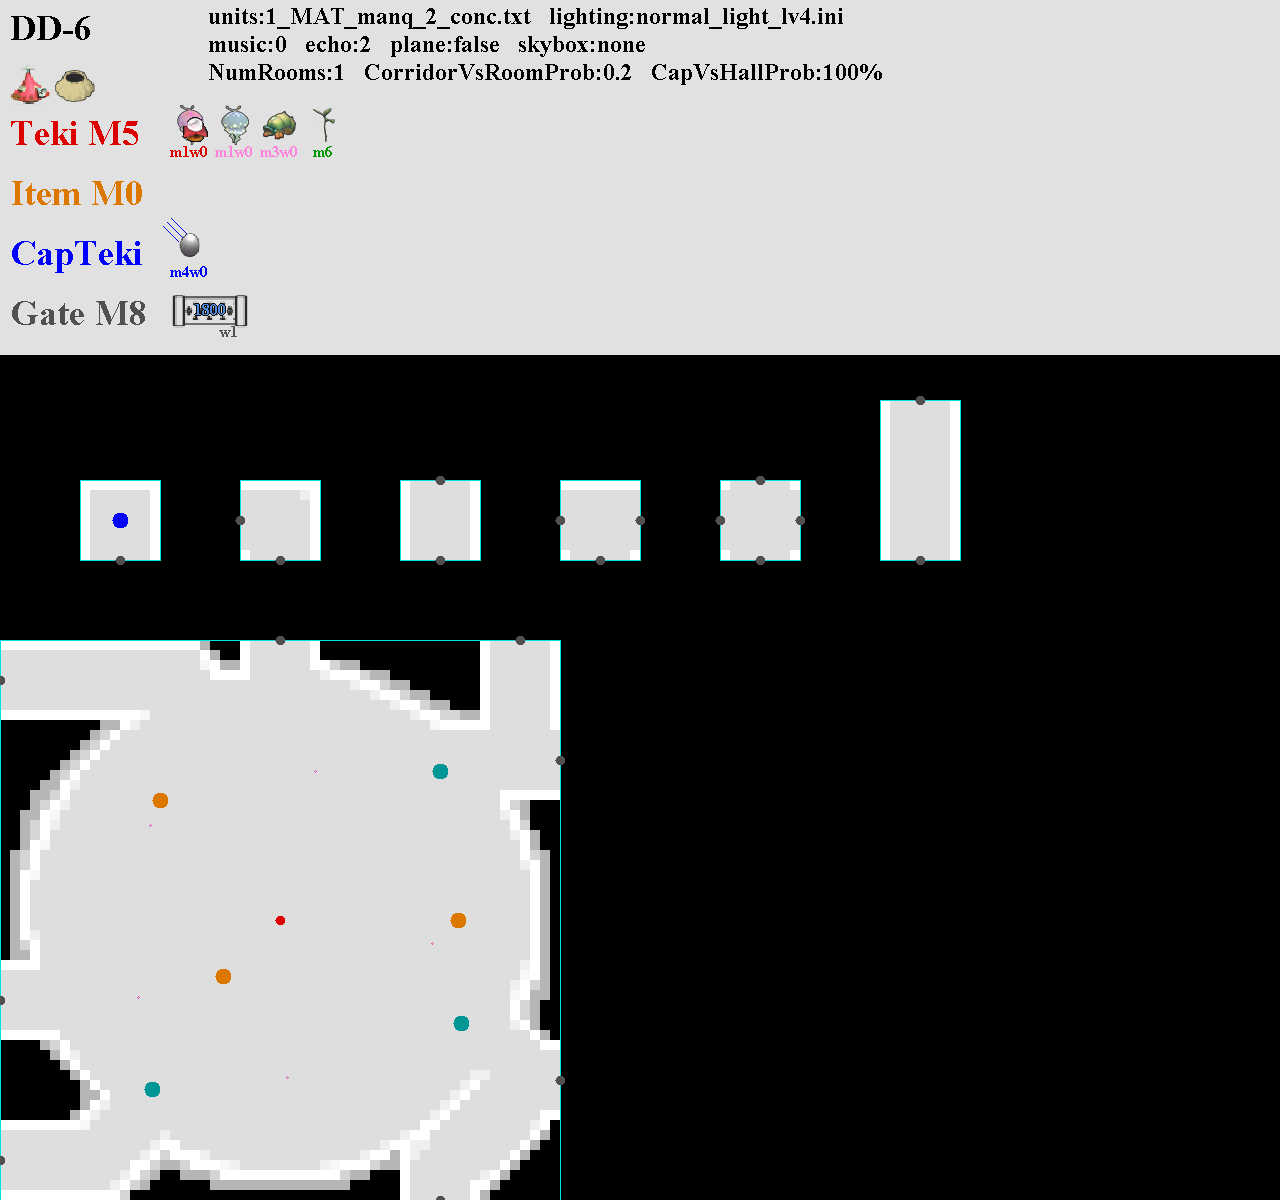 DD-6
units:1_MAT_manq_2_conc.txt lighting:normal_light_lv4.ini
music:0 echo:2 plane:false skybox:none
NumRooms:1 CorridorVsRoomProb:0.2 CapVsHallProb:100%
Teki M5
m1w0 m1w0 m3w0 m6
Item M0
CapTeki
m4w0
Gate M8
1800
w1